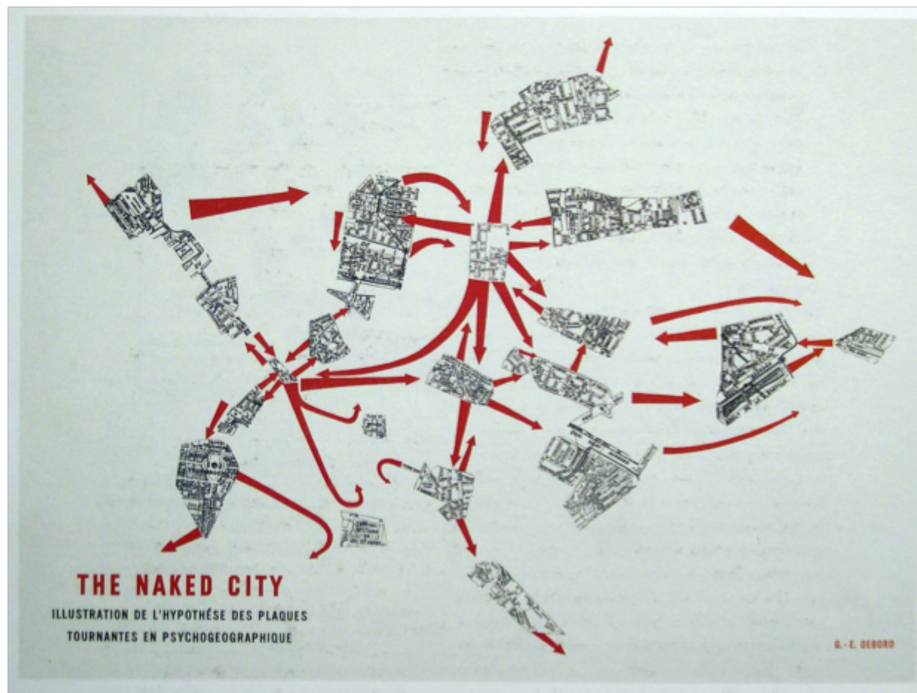 THE NAKED CITY
ILLUSTRATION DE L'HYPOTHÉSE DES PLAQUES
TOURNANTES EN PSYCHOGEOGRAPHIQUE
G.-E. DEBORD